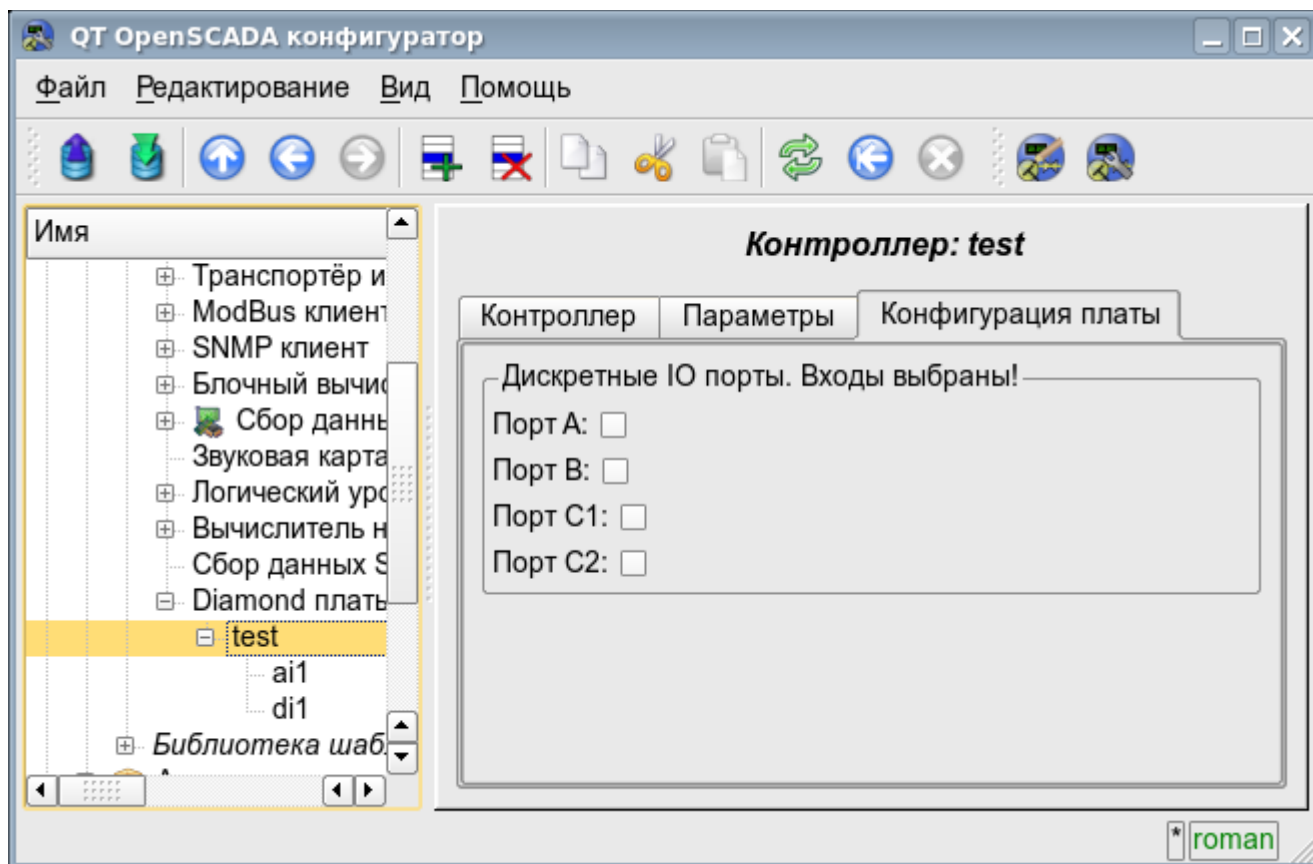 QT OpenSCADA конфигуратор
Файл Редактирование Вид Помощь
Имя
Транспортёр и
ModBus клиент
SNMP клиент
Блочный вычис
Сбор данны
Звуковая карта
Логический уро
Вычислитель н
Сбор данных S
Diamond платы
test
ai1
di1
Библиотека шаб
Контроллер: test
Контроллер Параметры Конфигурация платы
Дискретные IO порты. Входы выбраны!
Порт A:
Порт B:
Порт C1:
Порт C2:
* roman